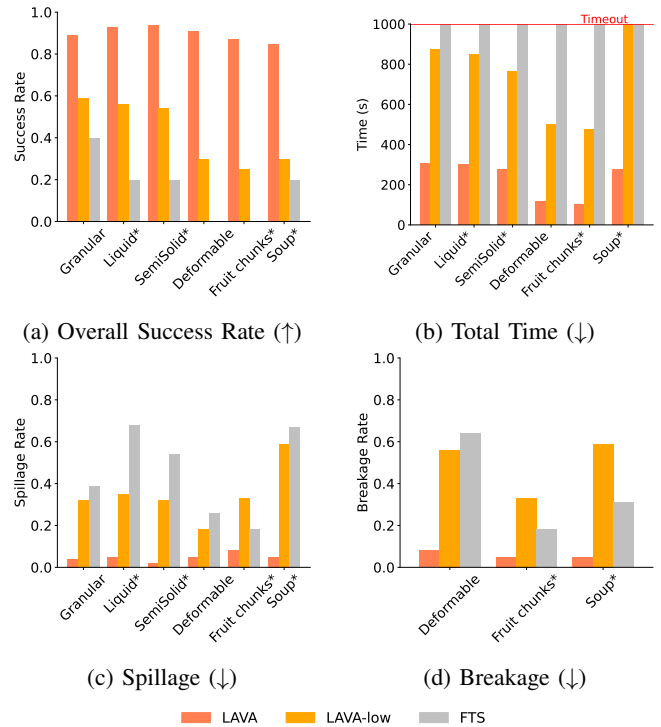 Success Rate
1.0
0.8
0.6
0.4
0.2
0.0
Granular
Liquid*
SemiSolid*
Deformable
Fruit chunks*
Soup*
(a) Overall Success Rate (↑)
Time (s)
Timeout
1000
800
600
400
200
0
Granular
Liquid*
SemiSolid*
Deformable
Fruit chunks*
Soup*
(b) Total Time (↓)
Spillage Rate
1.0
0.8
0.6
0.4
0.2
0.0
Granular
Liquid*
SemiSolid*
Deformable
Fruit chunks*
Soup*
(c) Spillage (↓)
Breakage Rate
1.0
0.8
0.6
0.4
0.2
0.0
Deformable
Fruit chunks*
Soup*
(d) Breakage (↓)
LAVA
LAVA-low
FTS